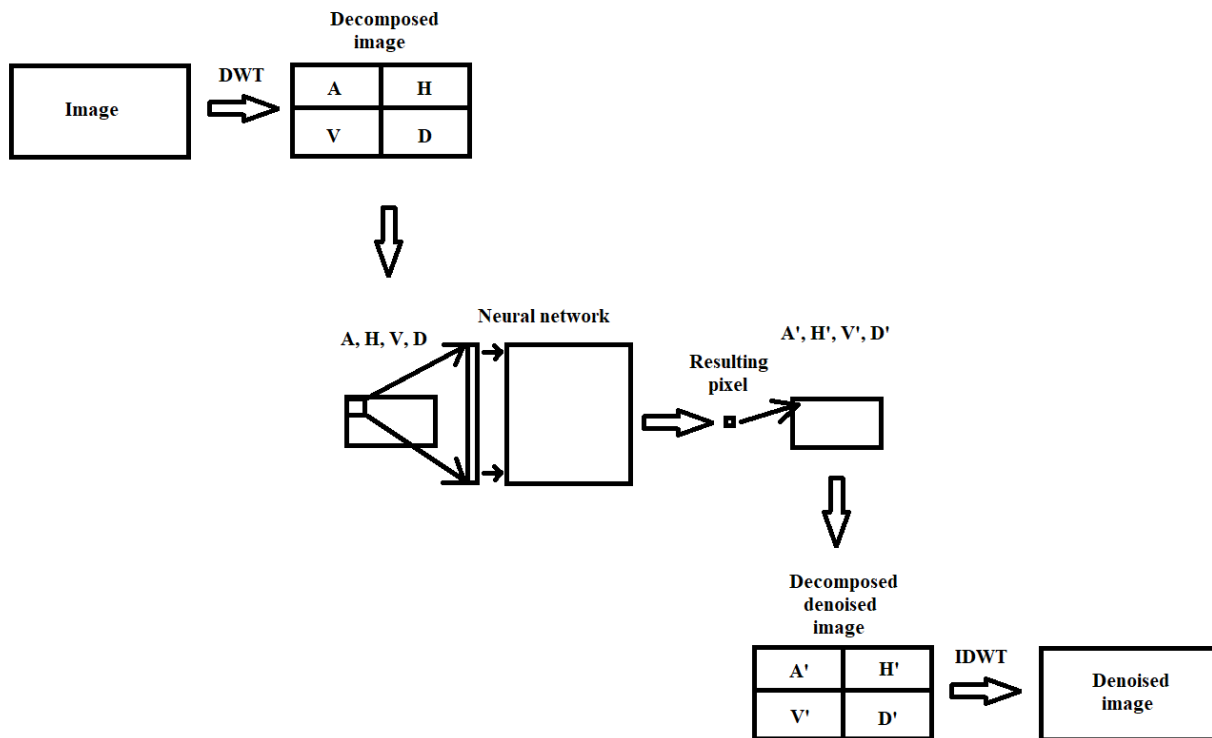 Decomposed
image
DWT
Image
A
H
V
D
Neural network
A, H, V, D
A', H', V', D'
Resulting
pixel
Decomposed
denoised
image
IDWT
A'
H'
V'
D'
Denoised
image